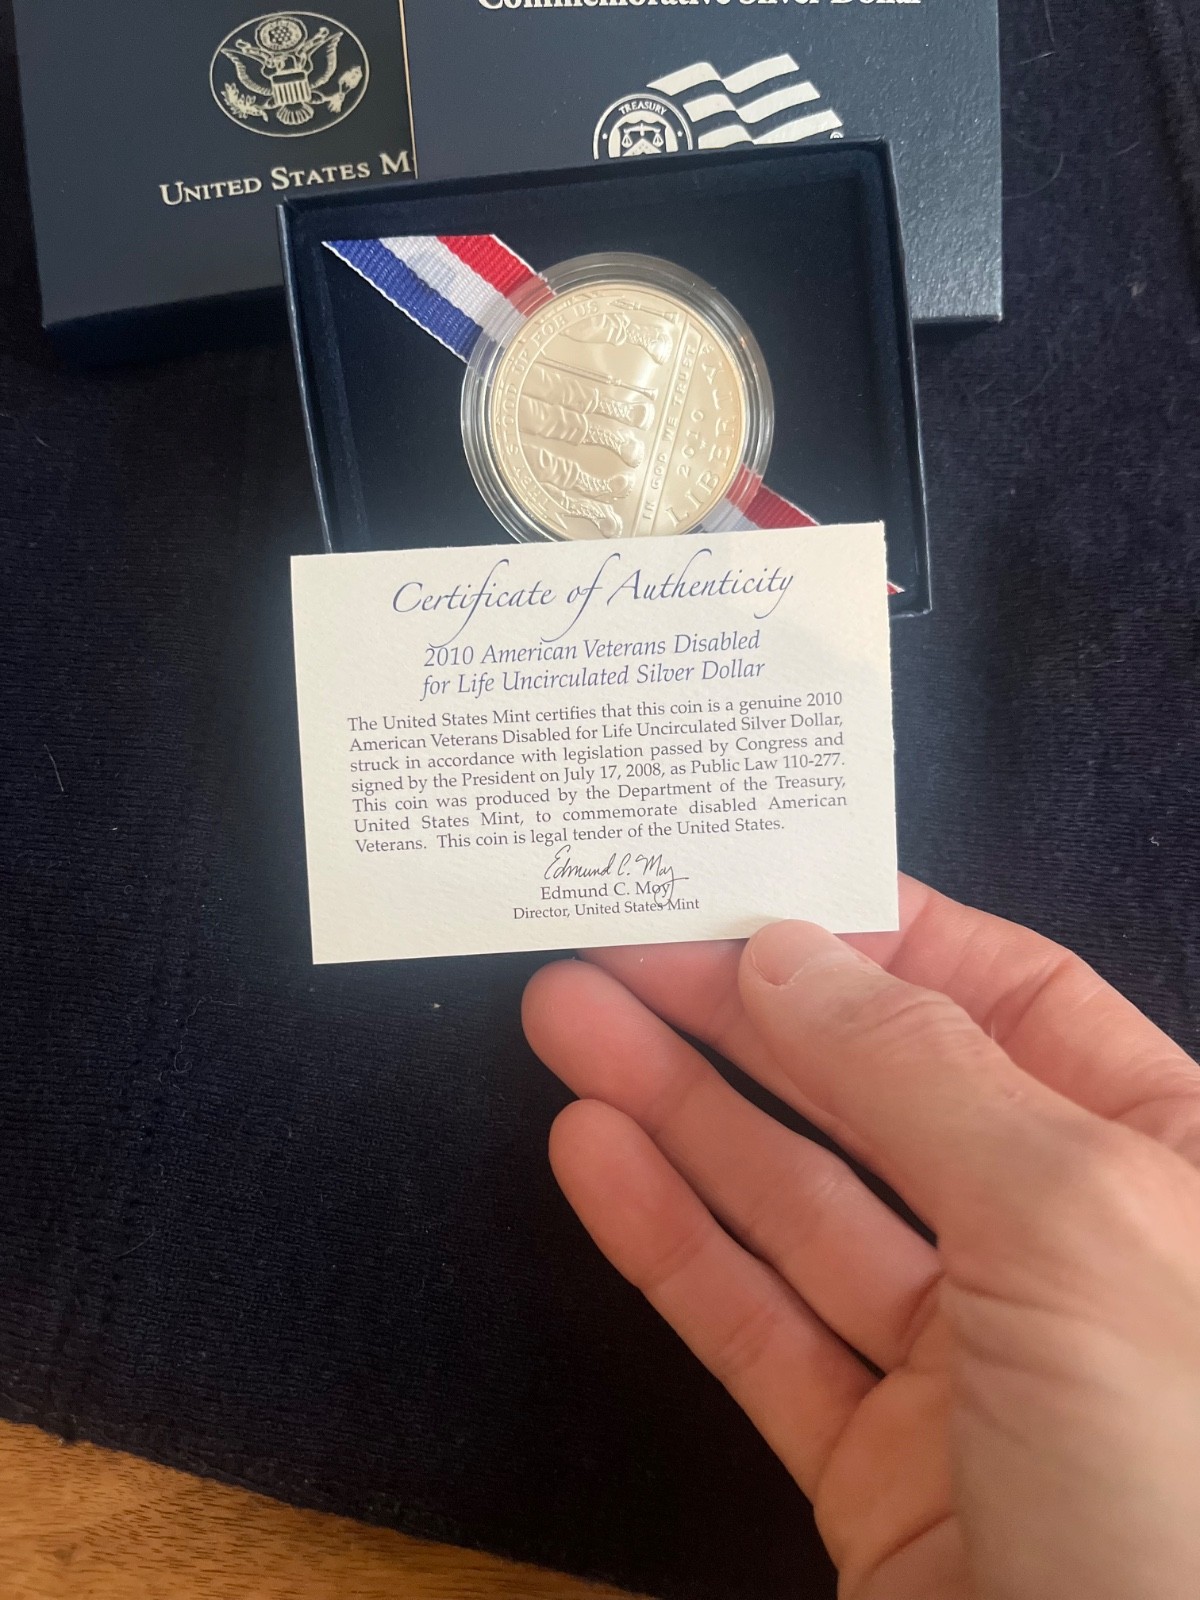 Commemorative Silver Dollar
TREASURY
UNITED STATES M
THEY STOOD UP FOR US
IN GOD WE TRUST
2010
LIBERTY
Certificate of Authenticity
2010 American Veterans Disabled
for Life Uncirculated Silver Dollar
The United States Mint certifies that this coin is a genuine 2010
American Veterans Disabled for Life Uncirculated Silver Dollar,
struck in accordance with legislation passed by Congress and
signed by the President on July 17, 2008, as Public Law 110-277.
This coin was produced by the Department of the Treasury,
United States Mint, to commemorate disabled American
Veterans. This coin is legal tender of the United States.
Edmund C. Moy
Edmund C. Moy
Director, United States Mint